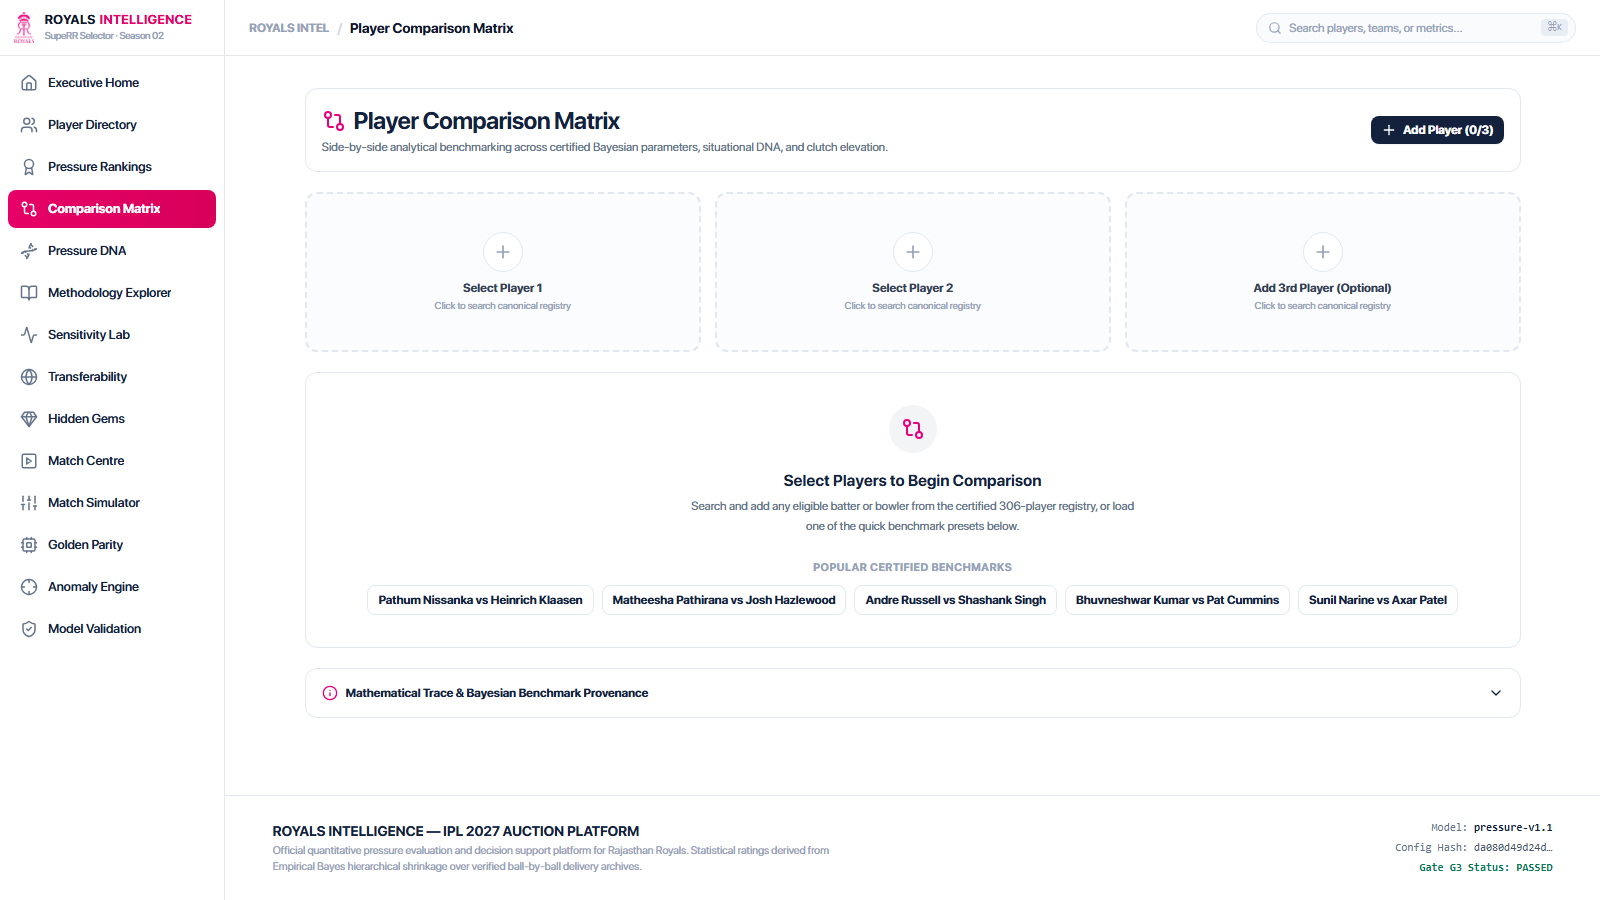 ROYALS INTELLIGENCE
SupeRR Selector · Season 02
ROYALS
Executive Home
Player Directory
Pressure Rankings
Comparison Matrix
Pressure DNA
Methodology Explorer
Sensitivity Lab
Transferability
Hidden Gems
Match Centre
Match Simulator
Golden Parity
Anomaly Engine
Model Validation
ROYALS INTEL / Player Comparison Matrix
Search players, teams, or metrics...
⌘K
Player Comparison Matrix
Side-by-side analytical benchmarking across certified Bayesian parameters, situational DNA, and clutch elevation.
Add Player (0/3)
Select Player 1
Click to search canonical registry
Select Player 2
Click to search canonical registry
Add 3rd Player (Optional)
Click to search canonical registry
Select Players to Begin Comparison
Search and add any eligible batter or bowler from the certified 306-player registry, or load
one of the quick benchmark presets below.
POPULAR CERTIFIED BENCHMARKS
Pathum Nissanka vs Heinrich Klaasen
Matheesha Pathirana vs Josh Hazlewood
Andre Russell vs Shashank Singh
Bhuvneshwar Kumar vs Pat Cummins
Sunil Narine vs Axar Patel
Mathematical Trace & Bayesian Benchmark Provenance
ROYALS INTELLIGENCE — IPL 2027 AUCTION PLATFORM
Official quantitative pressure evaluation and decision support platform for Rajasthan Royals. Statistical ratings derived from
Empirical Bayes hierarchical shrinkage over verified ball-by-ball delivery archives.
Model: pressure-v1.1
Config Hash: da080d49d24d…
Gate G3 Status: PASSED